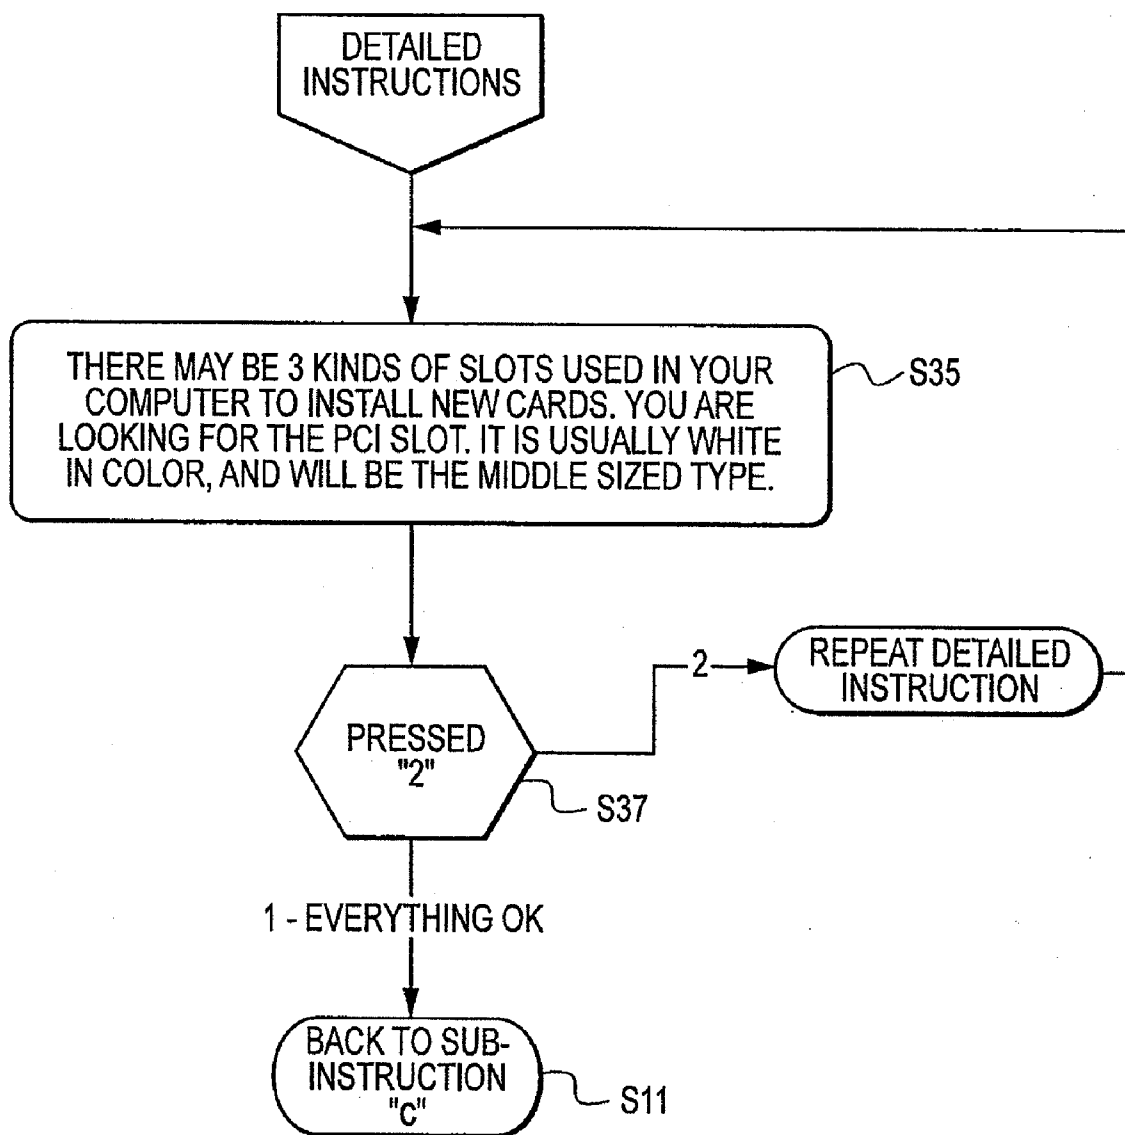 DETAILED
INSTRUCTIONS
THERE MAY BE 3 KINDS OF SLOTS USED IN YOUR
COMPUTER TO INSTALL NEW CARDS. YOU ARE
LOOKING FOR THE PCI SLOT. IT IS USUALLY WHITE
IN COLOR, AND WILL BE THE MIDDLE SIZED TYPE.
S35
2
REPEAT DETAILED
INSTRUCTION
PRESSED
"2"
S37
1 - EVERYTHING OK
BACK TO SUB-
INSTRUCTION
"C"
S11